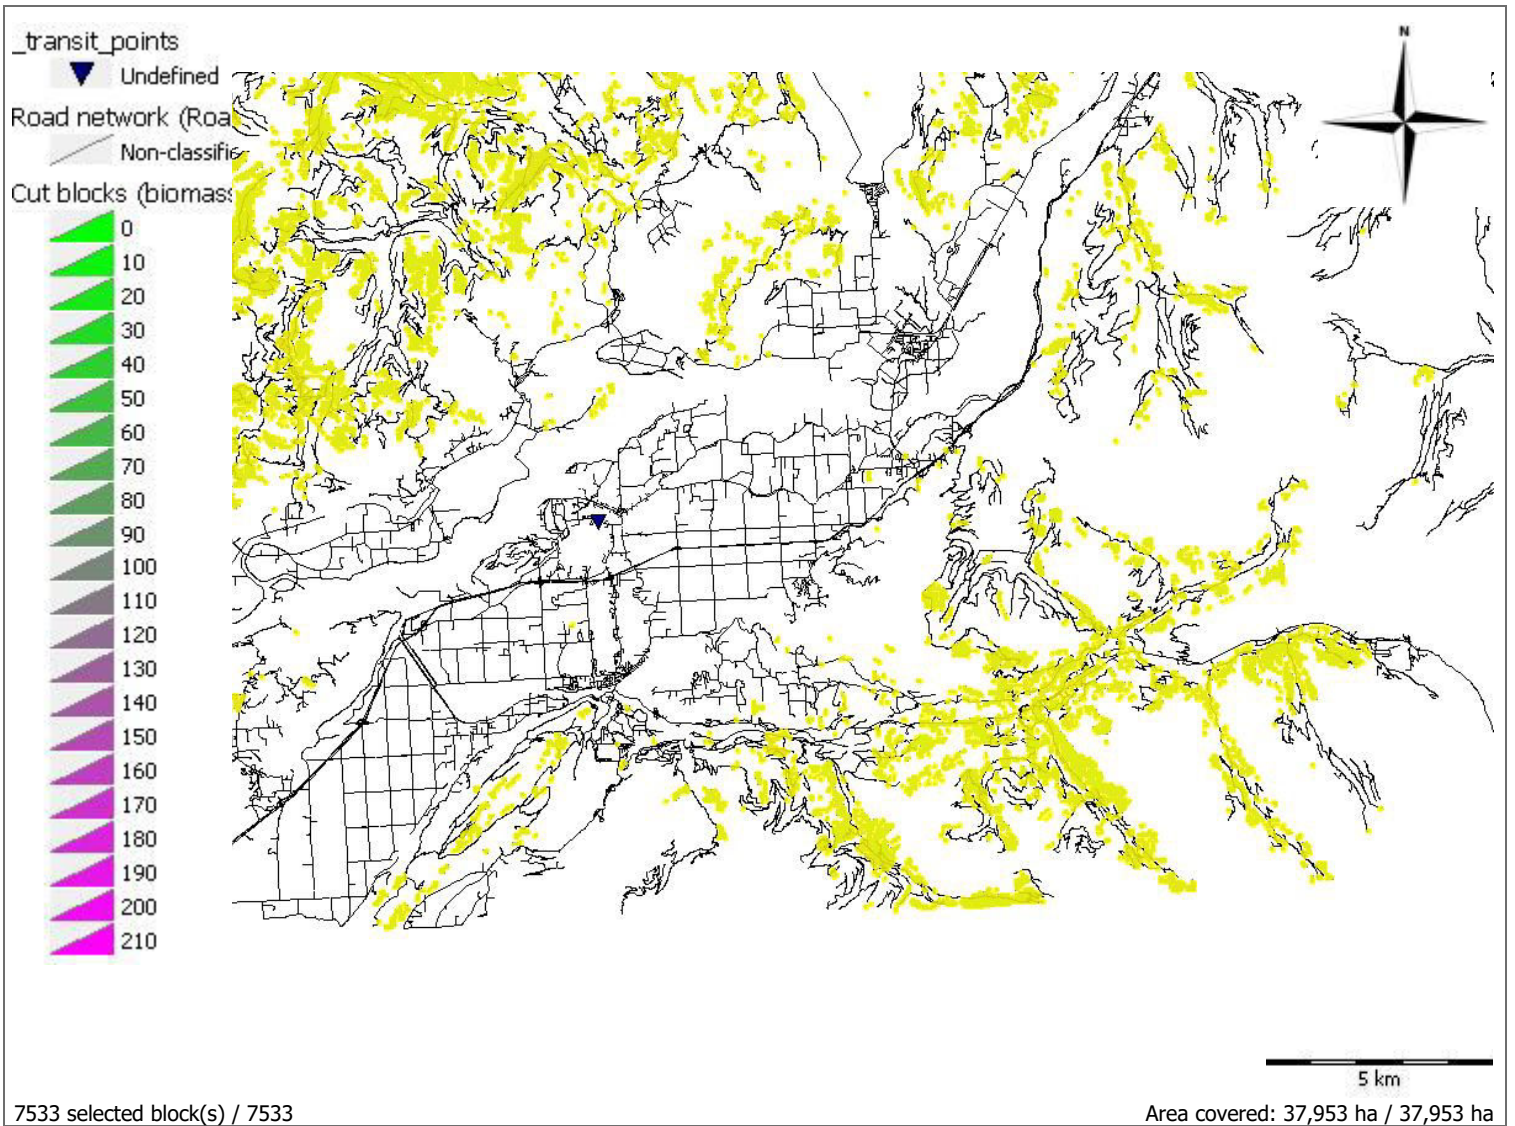 N
_transit_points
Undefined
Road network (Roa
Non-classifie
Cut blocks (biomass
0
10
20
30
40
50
60
70
80
90
100
110
120
130
140
150
160
170
180
190
200
210
5 km
7533 selected block(s) / 7533
Area covered: 37,953 ha / 37,953 ha